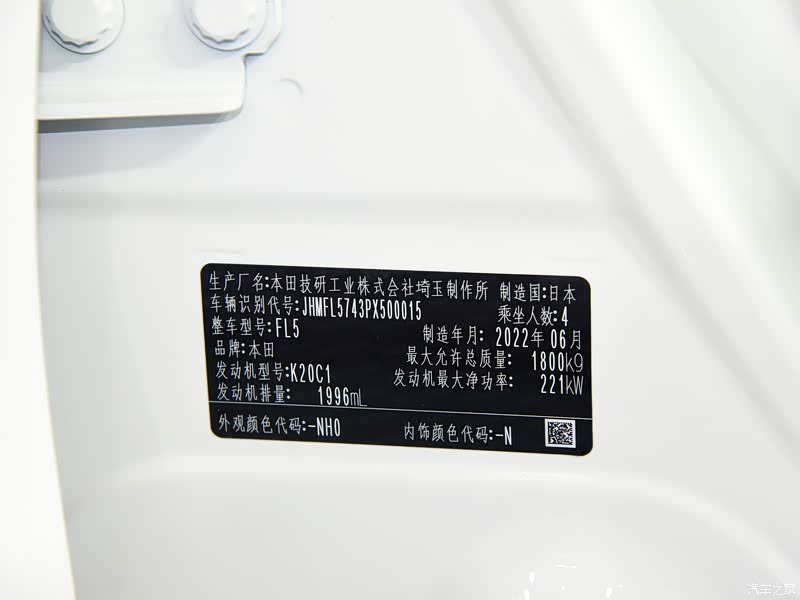 生产厂名:本田技研工业株式会社埼玉制作所 制造国:日本
车辆识别代号:JHMFL5743PX500015 乘坐人数:4
整车型号:FL5 制造年月: 2022年 06月
品牌:本田 最大允许总质量: 1800kg
发动机型号:K20C1 发动机最大净功率: 221kW
发动机排量: 1996mL
外观颜色代码:-NH0 内饰颜色代码:-N
汽车之家